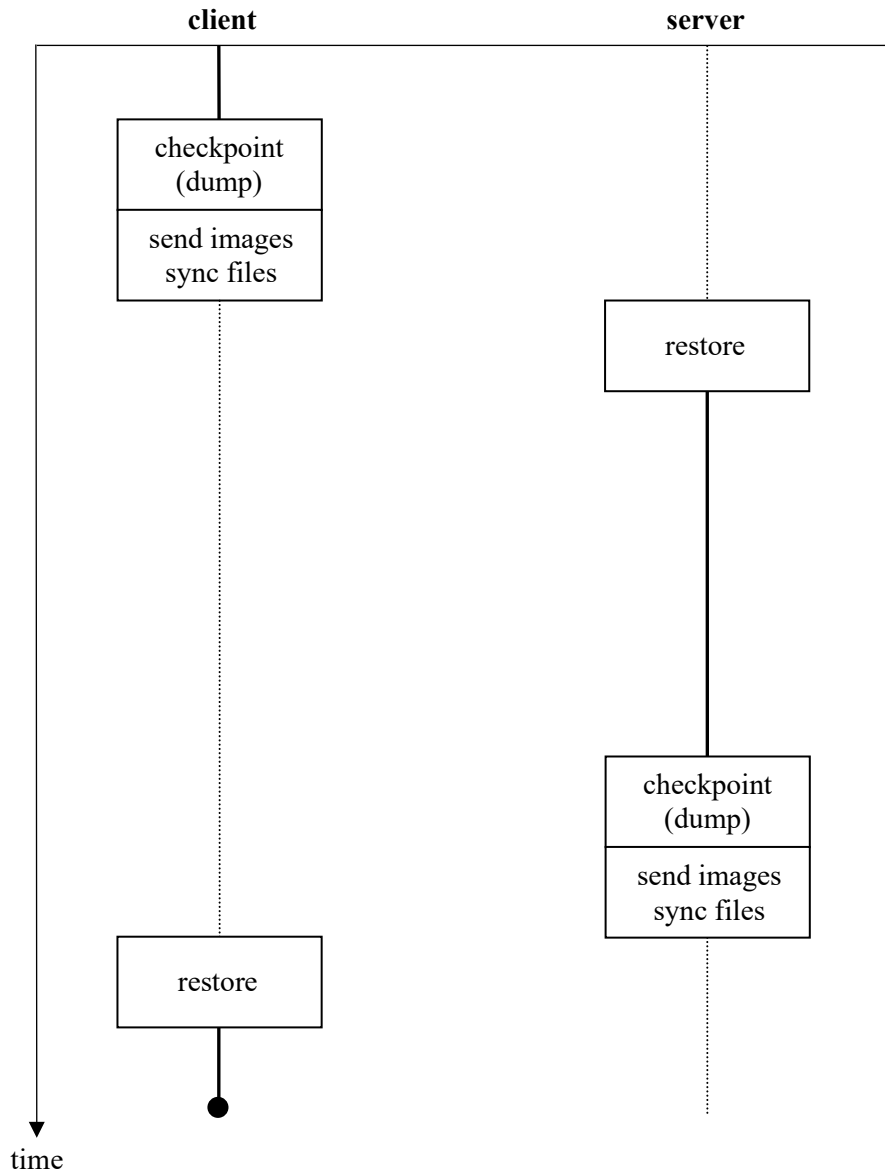 client
server
checkpoint
(dump)
send images
sync files
restore
checkpoint
(dump)
send images
sync files
restore
time